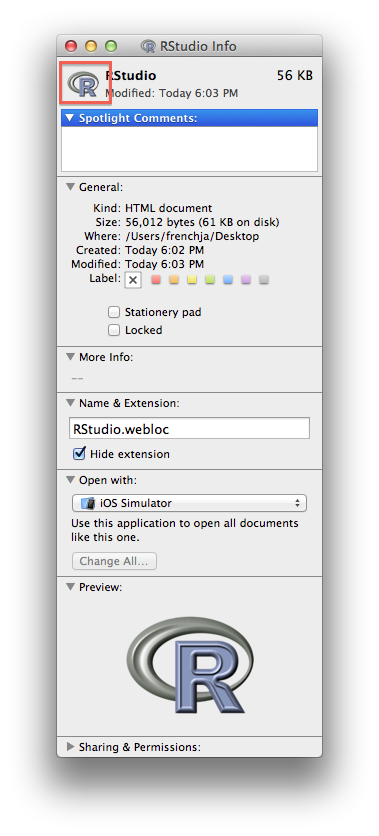 RStudio Info
RStudio 56 KB
Modified: Today 6:03 PM
Spotlight Comments:
General:
Kind: HTML document
Size: 56,012 bytes (61 KB on disk)
Where: /Users/frenchja/Desktop
Created: Today 6:02 PM
Modified: Today 6:03 PM
Label:
Stationery pad
Locked
More Info:
--
Name & Extension:
RStudio.webloc
Hide extension
Open with:
iOS Simulator
Use this application to open all documents
like this one.
Change All...
Preview:
R
Sharing & Permissions: